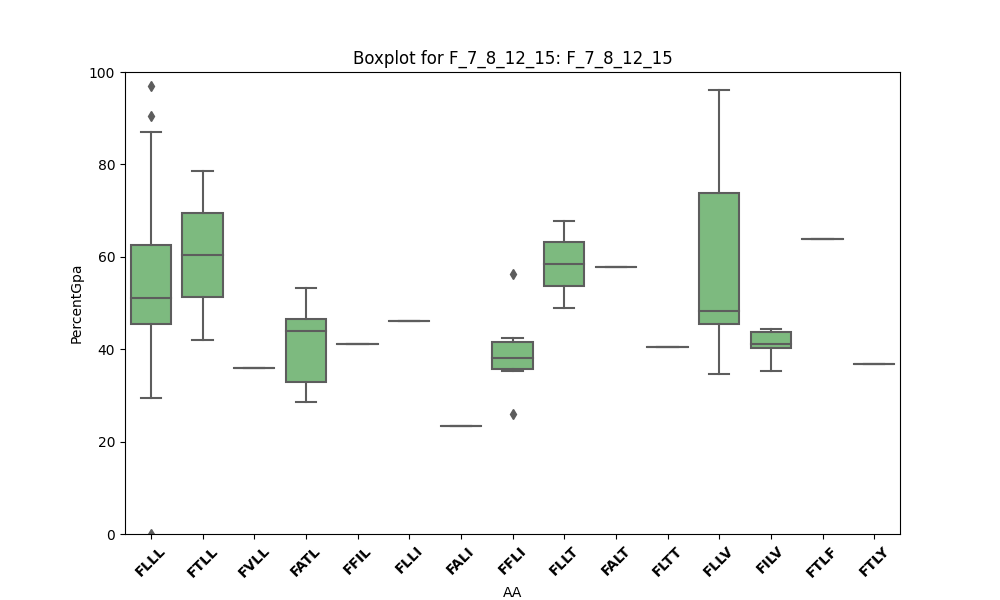 Boxplot for F_7_8_12_15: F_7_8_12_15
100
80
60
40
20
0
PercentGpa
FLLL
FTLL
FVLL
FATL
FFIL
FLLI
FALI
FFLI
FLLT
FALT
FLTT
FLLV
FILV
FTLF
FTLY
AA